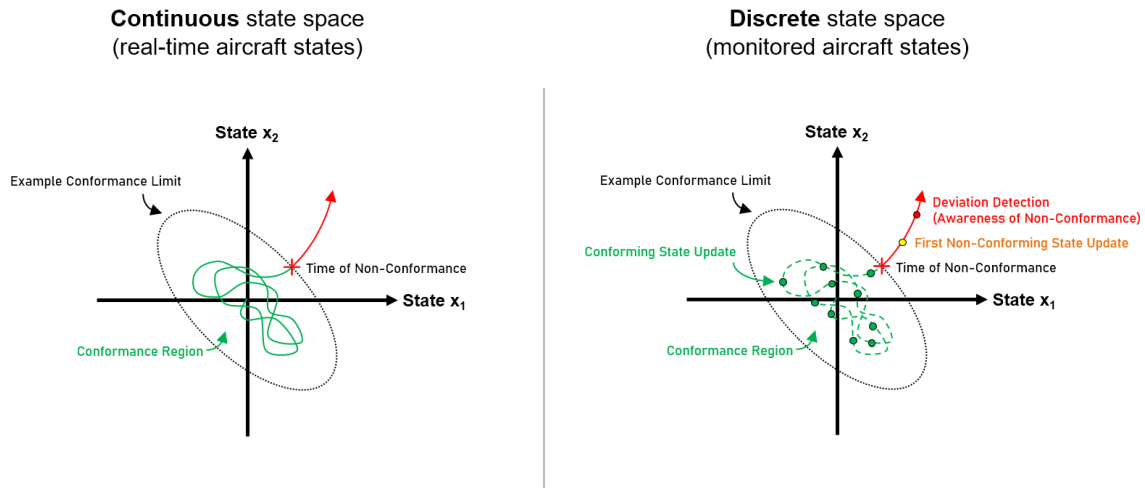 Continuous state space
(real-time aircraft states)
State x₂
Example Conformance Limit
Time of Non-Conformance
State x₁
Conformance Region
Discrete state space
(monitored aircraft states)
State x₂
Example Conformance Limit
Deviation Detection
(Awareness of Non-Conformance)
First Non-Conforming State Update
Conforming State Update
Time of Non-Conformance
State x₁
Conformance Region